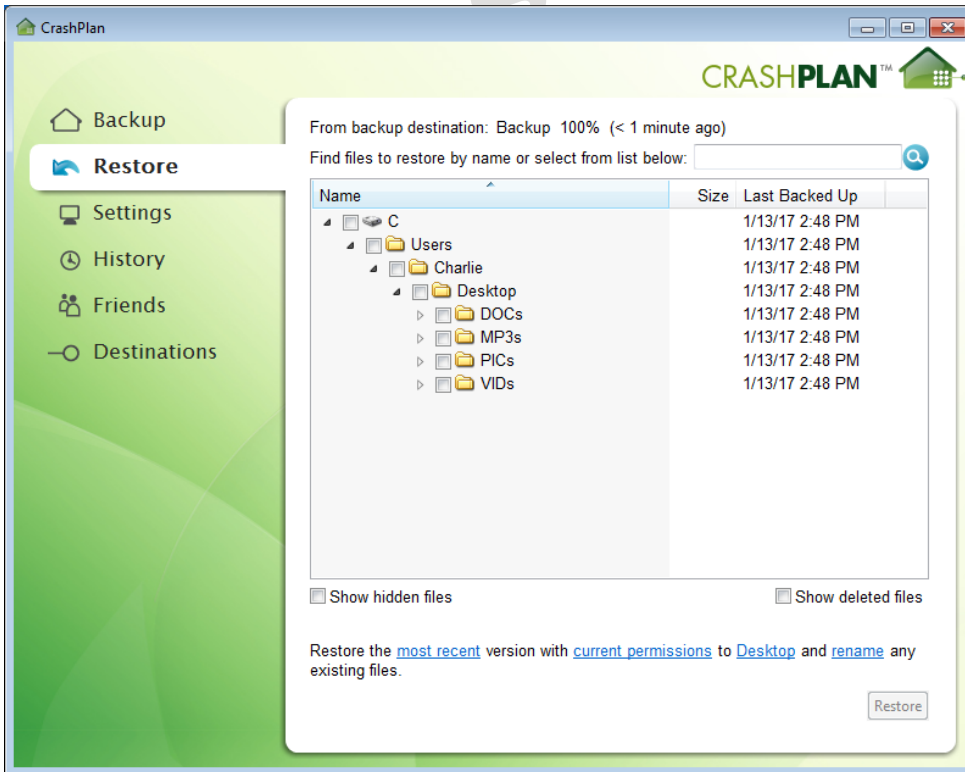 CrashPlan
CRASHPLAN™
Backup
Restore
Settings
History
Friends
Destinations
From backup destination: Backup 100% (< 1 minute ago)
Find files to restore by name or select from list below:
Name Size Last Backed Up
C 1/13/17 2:48 PM
Users 1/13/17 2:48 PM
Charlie 1/13/17 2:48 PM
Desktop 1/13/17 2:48 PM
DOCs 1/13/17 2:48 PM
MP3s 1/13/17 2:48 PM
PICs 1/13/17 2:48 PM
VIDs 1/13/17 2:48 PM
Show hidden files Show deleted files
Restore the most recent version with current permissions to Desktop and rename any
existing files.
Restore